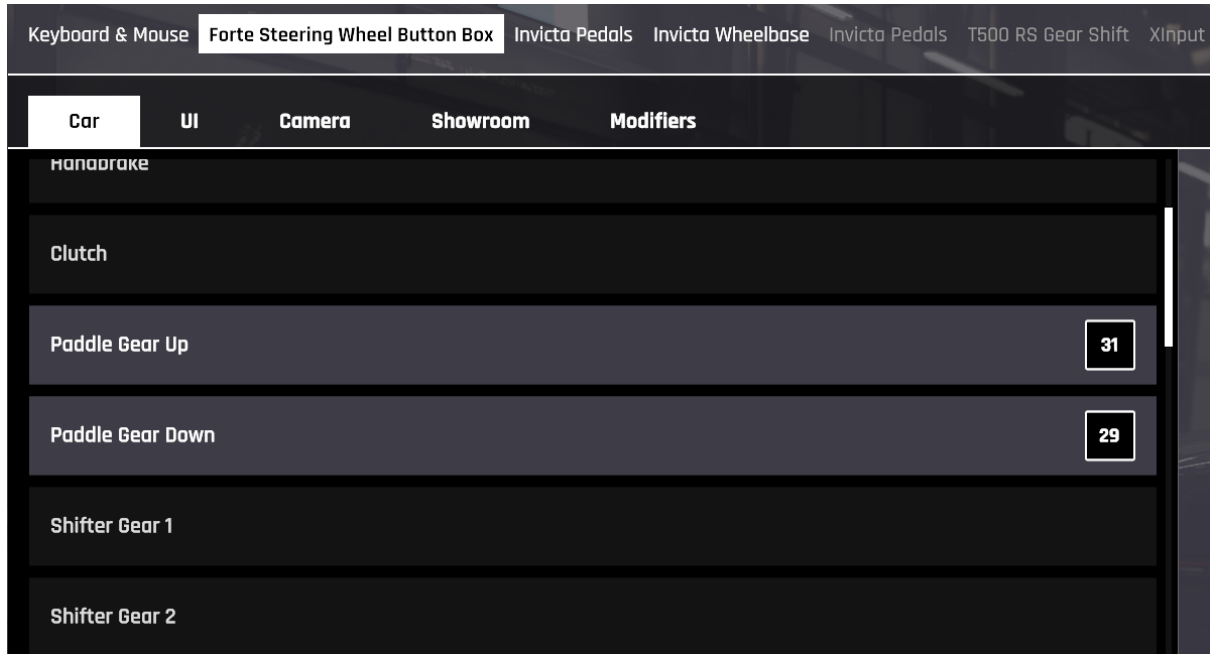 Keyboard & Mouse Forte Steering Wheel Button Box Invicta Pedals Invicta Wheelbase Invicta Pedals T500 RS Gear Shift XInput
Car UI Camera Showroom Modifiers
Handbrake
Clutch
Paddle Gear Up 31
Paddle Gear Down 29
Shifter Gear 1
Shifter Gear 2